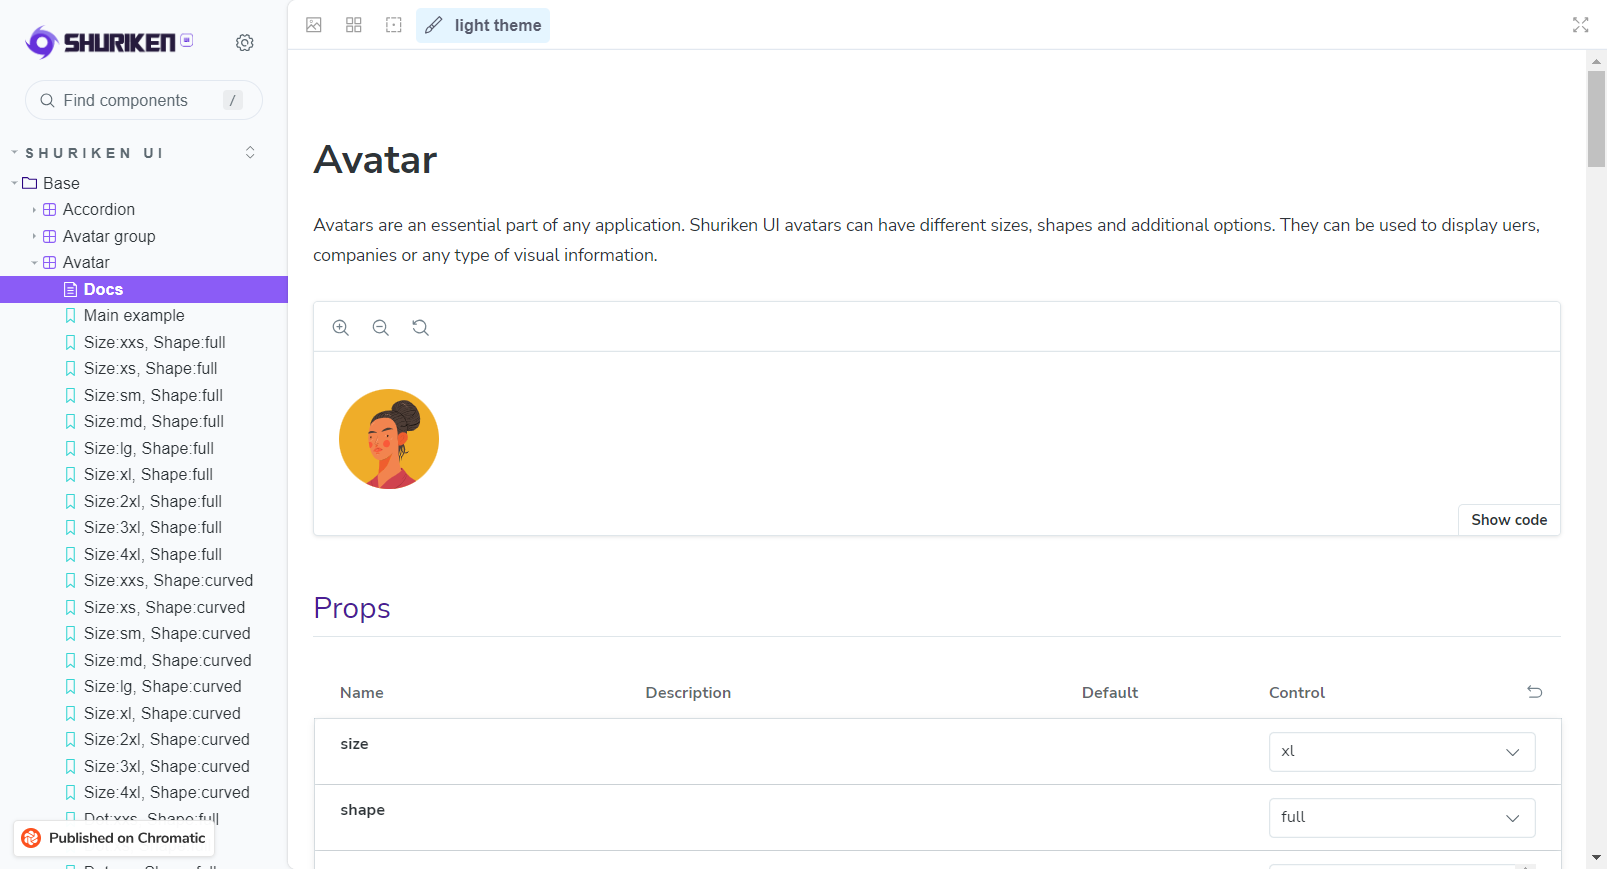 SHURIKEN UI
Find components /
SHURIKEN UI
Base
Accordion
Avatar group
Avatar
Docs
Main example
Size:xxs, Shape:full
Size:xs, Shape:full
Size:sm, Shape:full
Size:md, Shape:full
Size:lg, Shape:full
Size:xl, Shape:full
Size:2xl, Shape:full
Size:3xl, Shape:full
Size:4xl, Shape:full
Size:xxs, Shape:curved
Size:xs, Shape:curved
Size:sm, Shape:curved
Size:md, Shape:curved
Size:lg, Shape:curved
Size:xl, Shape:curved
Size:2xl, Shape:curved
Size:3xl, Shape:curved
Size:4xl, Shape:curved
Dot:xxs, Shape:full
Published on Chromatic
light theme
Avatar
Avatars are an essential part of any application. Shuriken UI avatars can have different sizes, shapes and additional options. They can be used to display uers,
companies or any type of visual information.
Show code
Props
Name Description Default Control
size xl
shape full